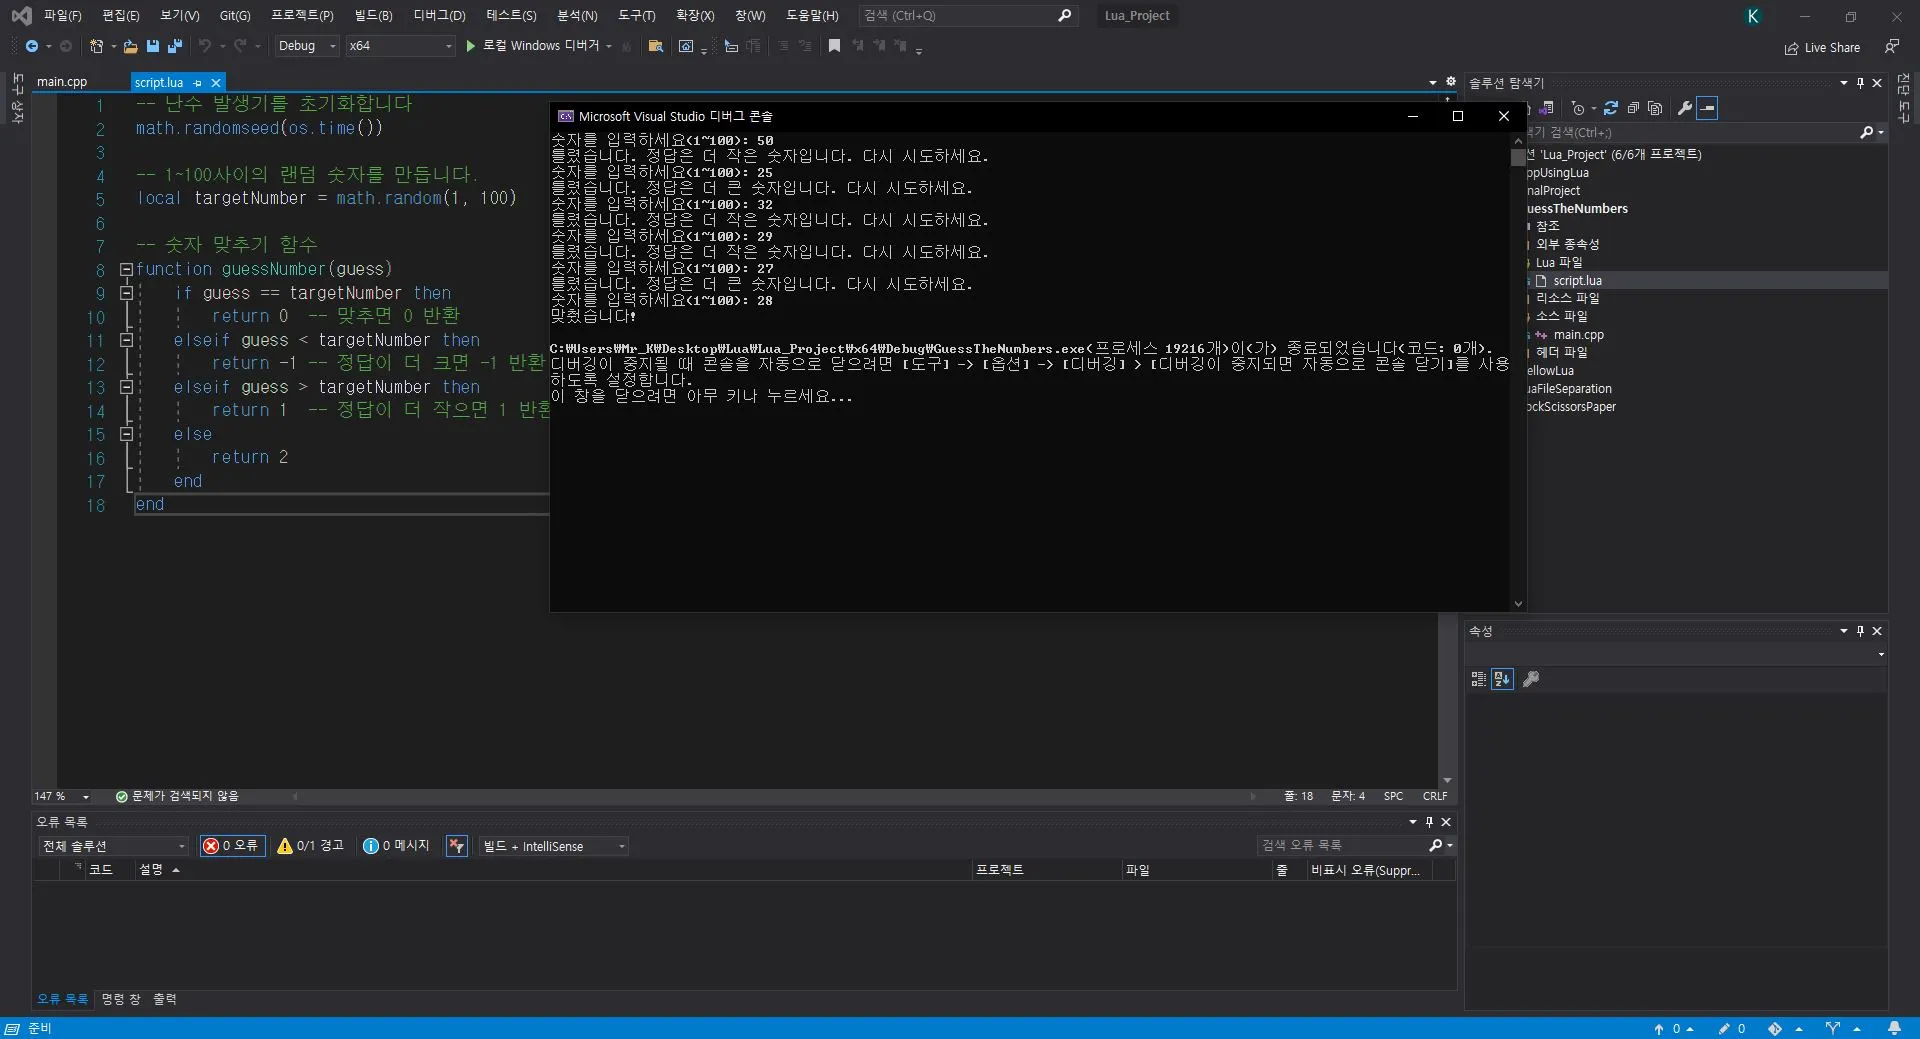 파일(F) 편집(E) 보기(V) Git(G) 프로젝트(P) 빌드(B) 디버그(D) 테스트(S) 분석(N) 도구(T) 확장(X) 창(W) 도움말(H) 검색 (Ctrl+Q) Lua_Project K
Debug x64 로컬 Windows 디버거 Live Share
도구 상자
main.cpp script.lua
1 -- 난수 발생기를 초기화합니다
2 math.randomseed(os.time())
3
4 -- 1~100사이의 랜덤 숫자를 만듭니다.
5 local targetNumber = math.random(1, 100)
6
7 -- 숫자 맞추기 함수
8 function guessNumber(guess)
9 if guess == targetNumber then
10 return 0 -- 맞추면 0 반환
11 elseif guess < targetNumber then
12 return -1 -- 정답이 더 크면 -1 반환
13 elseif guess > targetNumber then
14 return 1 -- 정답이 더 작으면 1 반환
15 else
16 return 2
17 end
18 end
Microsoft Visual Studio 디버그 콘솔
숫자를 입력하세요(1~100): 50
틀렸습니다. 정답은 더 작은 숫자입니다. 다시 시도하세요.
숫자를 입력하세요(1~100): 25
틀렸습니다. 정답은 더 큰 숫자입니다. 다시 시도하세요.
숫자를 입력하세요(1~100): 32
틀렸습니다. 정답은 더 작은 숫자입니다. 다시 시도하세요.
숫자를 입력하세요(1~100): 29
틀렸습니다. 정답은 더 작은 숫자입니다. 다시 시도하세요.
숫자를 입력하세요(1~100): 27
틀렸습니다. 정답은 더 큰 숫자입니다. 다시 시도하세요.
숫자를 입력하세요(1~100): 28
맞췄습니다!
C:₩Users₩Mr_K₩Desktop₩Lua₩Lua_Project₩x64₩Debug₩GuessTheNumbers.exe(프로세스 19216개)이(가) 종료되었습니다(코드: 0개).
디버깅이 중지될 때 콘솔을 자동으로 닫으려면 [도구] -> [옵션] -> [디버깅] > [디버깅이 중지되면 자동으로 콘솔 닫기]를 사용
하도록 설정합니다.
이 창을 닫으려면 아무 키나 누르세요...
솔루션 탐색기
색기 검색(Ctrl+;)
션 'Lua_Project' (6/6개 프로젝트)
ppUsingLua
nalProject
uessTheNumbers
참조
외부 종속성
Lua 파일
script.lua
리소스 파일
소스 파일
main.cpp
헤더 파일
ellowLua
uaFileSeparation
ockScissorsPaper
진단 도구
속성
147 % 문제가 검색되지 않음 줄: 18 문자: 4 SPC CRLF
오류 목록
전체 솔루션 0 오류 0/1 경고 0 메시지 빌드 + IntelliSense 검색 오류 목록
코드 설명 프로젝트 파일 줄 비표시 오류(Suppr...
오류 목록 명령 창 출력
준비 0 0